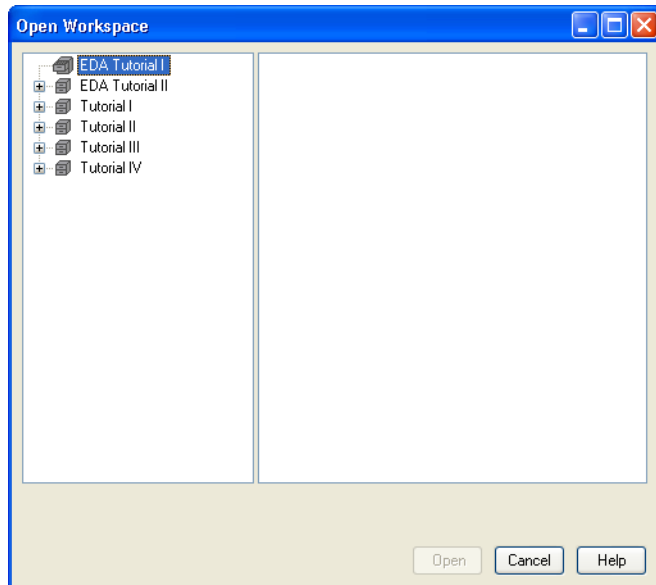 Open Workspace
EDA Tutorial I
EDA Tutorial II
Tutorial I
Tutorial II
Tutorial III
Tutorial IV
Open Cancel Help